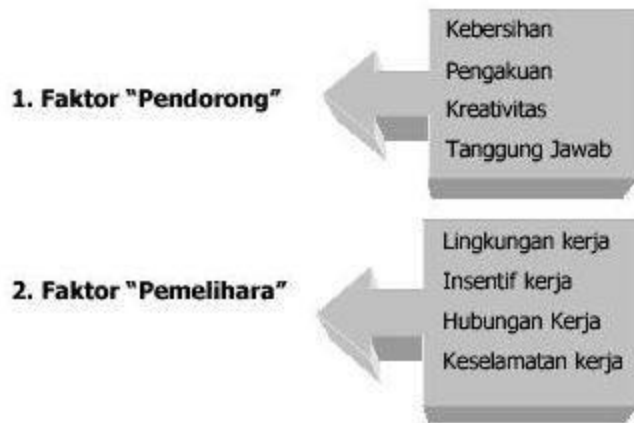 1. Faktor "Pendorong"
Kebersihan
Pengakuan
Kreativitas
Tanggung Jawab
2. Faktor "Pemelihara"
Lingkungan kerja
Insentif kerja
Hubungan Kerja
Keselamatan kerja